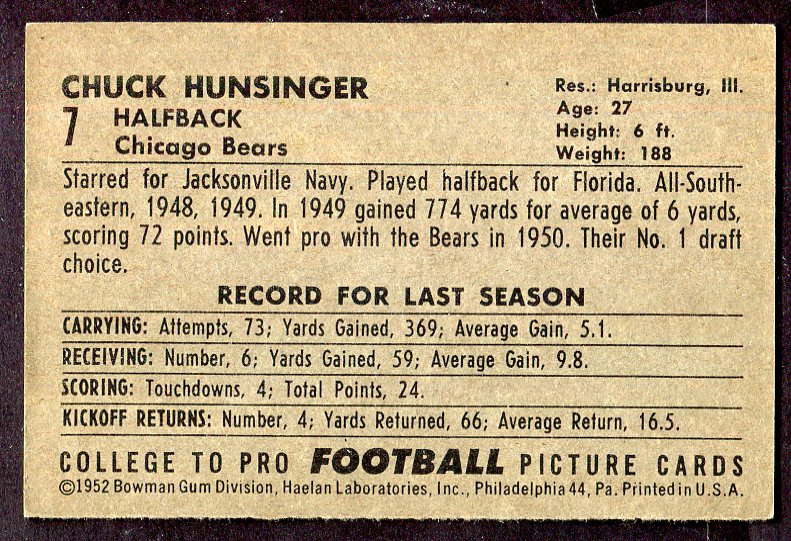 CHUCK HUNSINGER
7 HALFBACK
Chicago Bears
Res.: Harrisburg, Ill.
Age: 27
Height: 6 ft.
Weight: 188
Starred for Jacksonville Navy. Played halfback for Florida. All-South-
eastern, 1948, 1949. In 1949 gained 774 yards for average of 6 yards,
scoring 72 points. Went pro with the Bears in 1950. Their No. 1 draft
choice.
RECORD FOR LAST SEASON
CARRYING: Attempts, 73; Yards Gained, 369; Average Gain, 5.1.
RECEIVING: Number, 6; Yards Gained, 59; Average Gain, 9.8.
SCORING: Touchdowns, 4; Total Points, 24.
KICKOFF RETURNS: Number, 4; Yards Returned, 66; Average Return, 16.5.
COLLEGE TO PRO FOOTBALL PICTURE CARDS
©1952 Bowman Gum Division, Haelan Laboratories, Inc., Philadelphia 44, Pa. Printed in U.S.A.